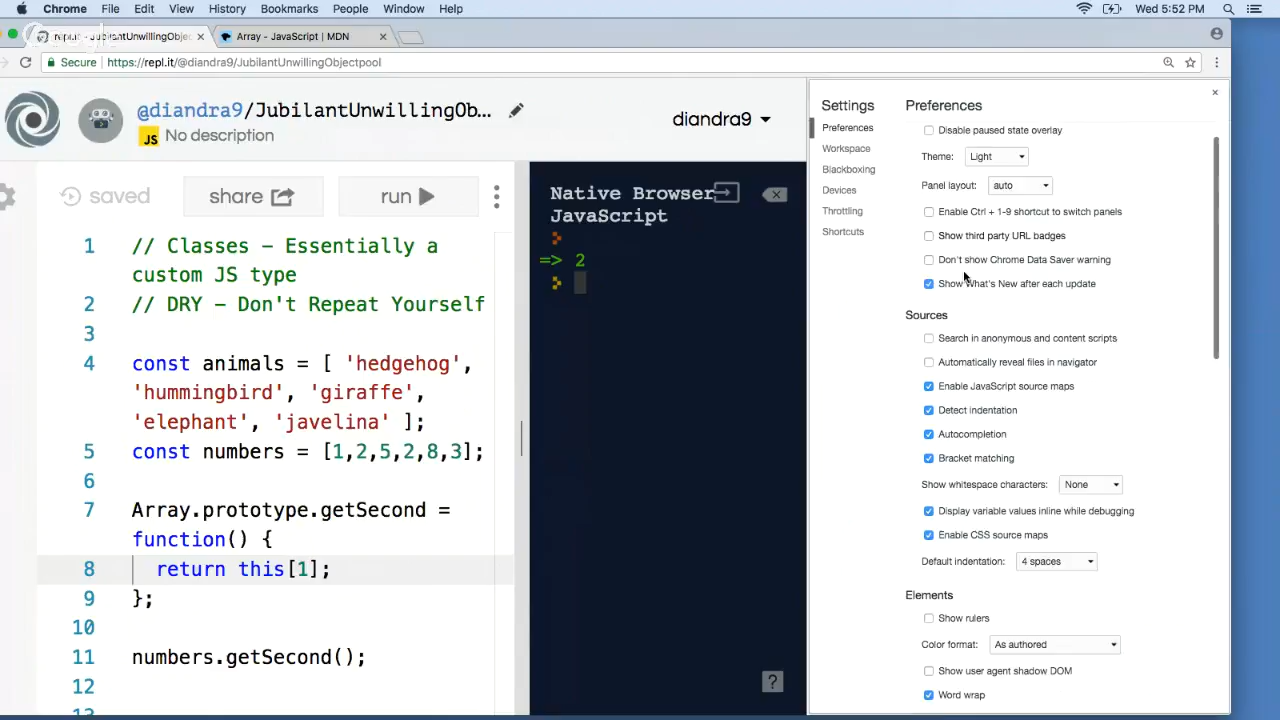 Chrome File Edit View History Bookmarks People Window Help Wed 5:52 PM
JubilantUnwillingObjec × Array - JavaScript | MDN ×
Secure https://repl.it/@diandra9/JubilantUnwillingObjectpool
@diandra9/JubilantUnwillingOb...
JS No description
diandra9
saved share run
1 // Classes – Essentially a
custom JS type
2 // DRY – Don't Repeat Yourself
3
4 const animals = [ 'hedgehog',
'hummingbird', 'giraffe',
'elephant', 'javelina' ];
5 const numbers = [1,2,5,2,8,3];
6
7 Array.prototype.getSecond =
function() {
8 return this[1];
9 };
10
11 numbers.getSecond();
12
13
Native Browser
JavaScript
=> 2
?
Settings
Preferences
Workspace
Blackboxing
Devices
Throttling
Shortcuts
Preferences
Disable paused state overlay
Theme: Light
Panel layout: auto
Enable Ctrl + 1-9 shortcut to switch panels
Show third party URL badges
Don't show Chrome Data Saver warning
Show What's New after each update
Sources
Search in anonymous and content scripts
Automatically reveal files in navigator
Enable JavaScript source maps
Detect indentation
Autocompletion
Bracket matching
Show whitespace characters: None
Display variable values inline while debugging
Enable CSS source maps
Default indentation: 4 spaces
Elements
Show rulers
Color format: As authored
Show user agent shadow DOM
Word wrap